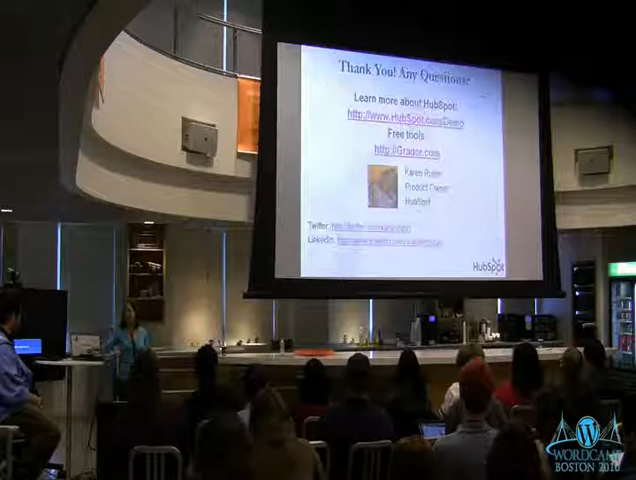 Thank You! Any Questions?
Learn more about HubSpot:
http://www.HubSpot.com/Demo
Free tools
http://Grader.com
Karen
Product Owner
HubSpot
Twitter:
LinkedIn:
HubSpot
WORDCAMP
BOSTON 2010